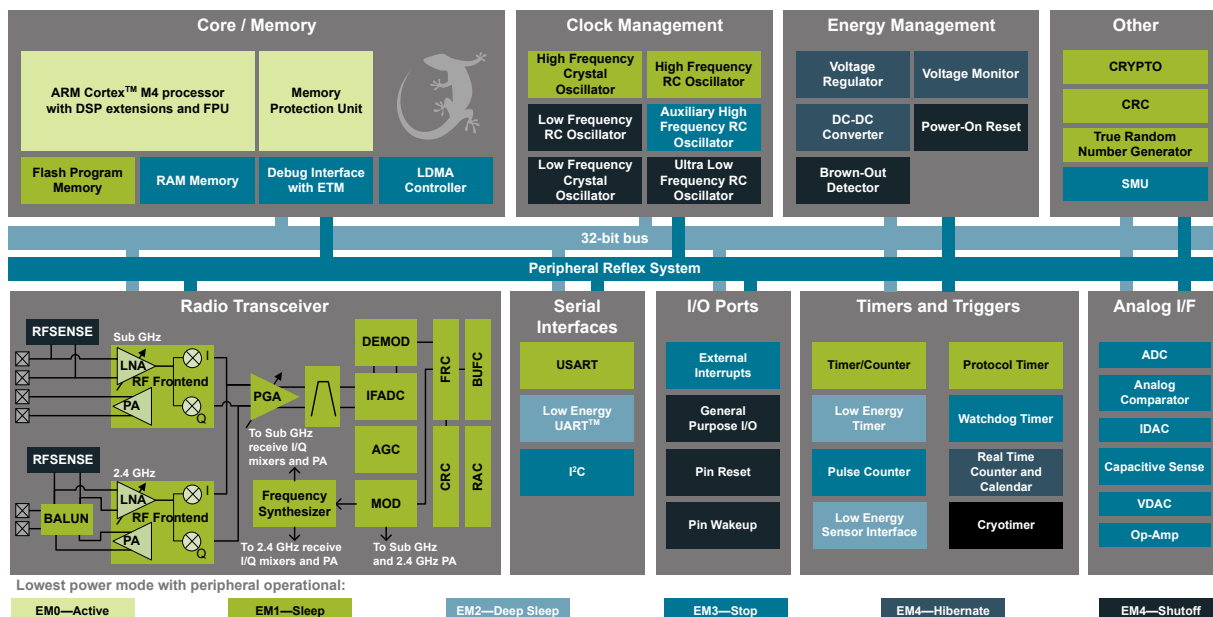 Core / Memory
ARM Cortex™ M4 processor
with DSP extensions and FPU
Memory
Protection Unit
Flash Program
Memory
RAM Memory
Debug Interface
with ETM
LDMA
Controller
Clock Management
High Frequency
Crystal
Oscillator
High Frequency
RC Oscillator
Low Frequency
RC Oscillator
Auxiliary High
Frequency RC
Oscillator
Low Frequency
Crystal
Oscillator
Ultra Low
Frequency RC
Oscillator
Energy Management
Voltage
Regulator
Voltage Monitor
DC-DC
Converter
Power-On Reset
Brown-Out
Detector
Other
CRYPTO
CRC
True Random
Number Generator
SMU
32-bit bus
Peripheral Reflex System
Radio Transceiver
RFSENSE
Sub GHz
LNA
RF Frontend
PA
I
Q
RFSENSE
2.4 GHz
LNA
RF Frontend
PA
I
Q
BALUN
PGA
To Sub GHz
receive I/Q
mixers and PA
Frequency
Synthesizer
To 2.4 GHz receive
I/Q mixers and PA
DEMOD
IFADC
AGC
MOD
To Sub GHz
and 2.4 GHz PA
FRC
BUFC
CRC
RAC
Serial
Interfaces
USART
Low Energy
UART™
I²C
I/O Ports
External
Interrupts
General
Purpose I/O
Pin Reset
Pin Wakeup
Timers and Triggers
Timer/Counter
Protocol Timer
Low Energy
Timer
Watchdog Timer
Pulse Counter
Real Time
Counter and
Calendar
Low Energy
Sensor Interface
Cryotimer
Analog I/F
ADC
Analog
Comparator
IDAC
Capacitive Sense
VDAC
Op-Amp
Lowest power mode with peripheral operational:
EM0—Active
EM1—Sleep
EM2—Deep Sleep
EM3—Stop
EM4—Hibernate
EM4—Shutoff